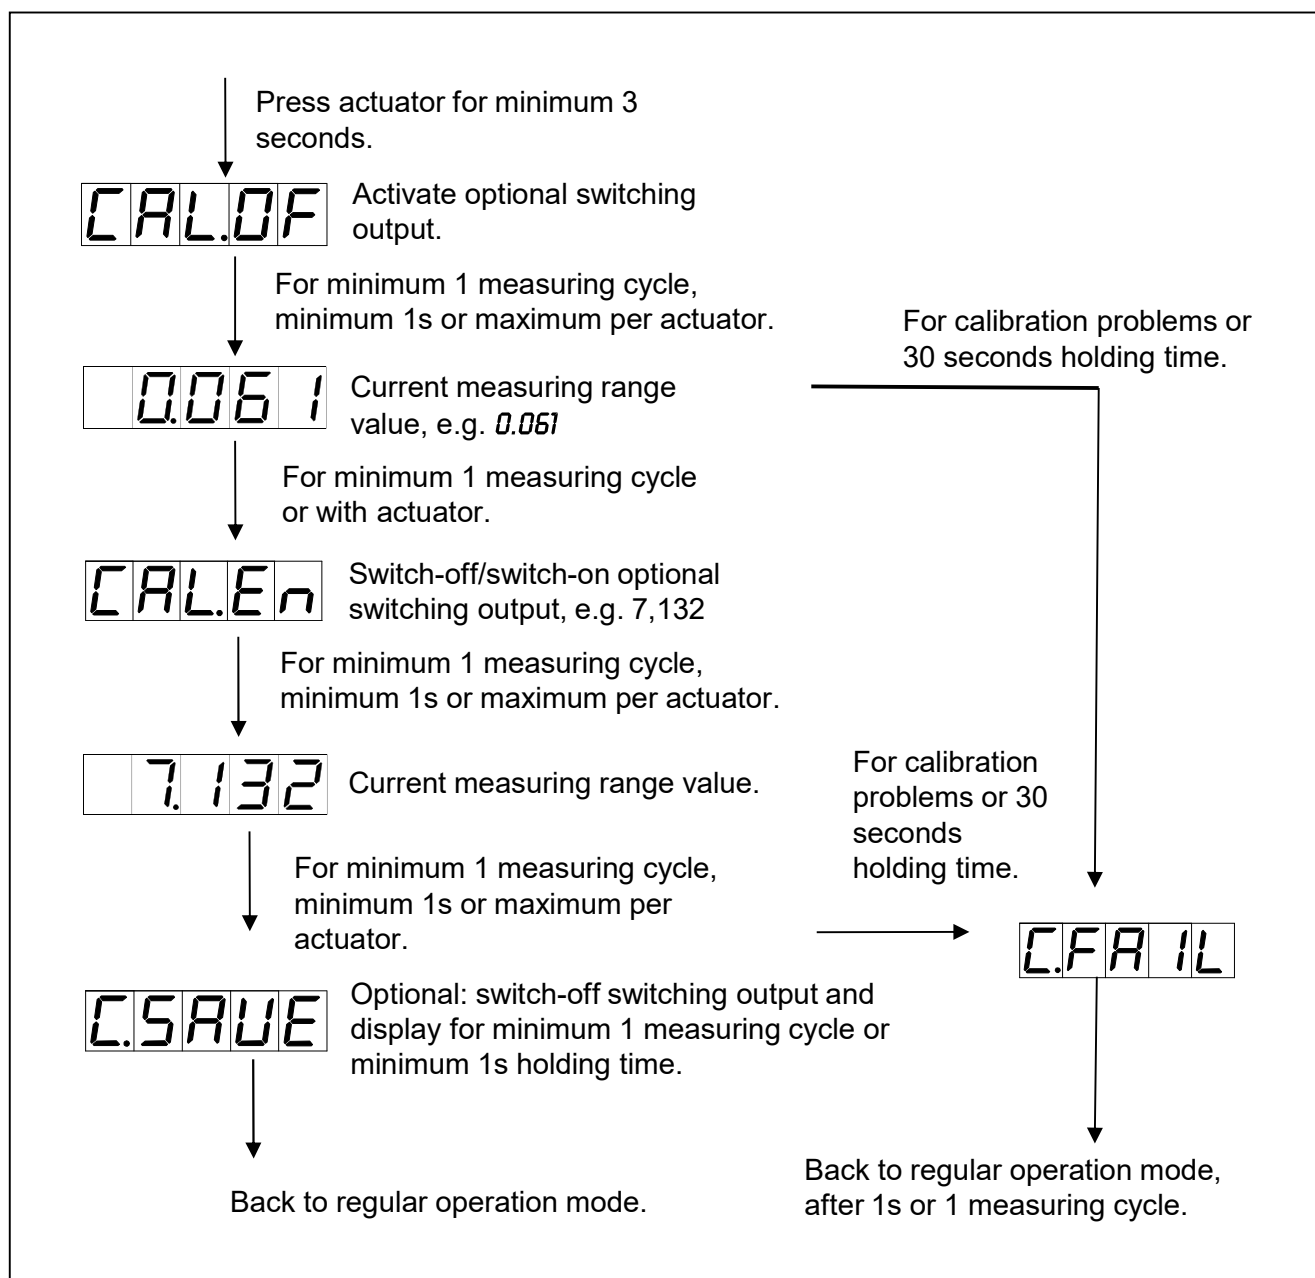 Press actuator for minimum 3
seconds.
CAL.OF
Activate optional switching
output.
For minimum 1 measuring cycle,
minimum 1s or maximum per actuator.
For calibration problems or
30 seconds holding time.
0.061
Current measuring range
value, e.g. 0.061
For minimum 1 measuring cycle
or with actuator.
CAL.En
Switch-off/switch-on optional
switching output, e.g. 7,132
For minimum 1 measuring cycle,
minimum 1s or maximum per actuator.
7.132
Current measuring range value.
For calibration
problems or 30
seconds
holding time.
For minimum 1 measuring cycle,
minimum 1s or maximum per
actuator.
C.FAIL
C.SAVE
Optional: switch-off switching output and
display for minimum 1 measuring cycle or
minimum 1s holding time.
Back to regular operation mode.
Back to regular operation mode,
after 1s or 1 measuring cycle.